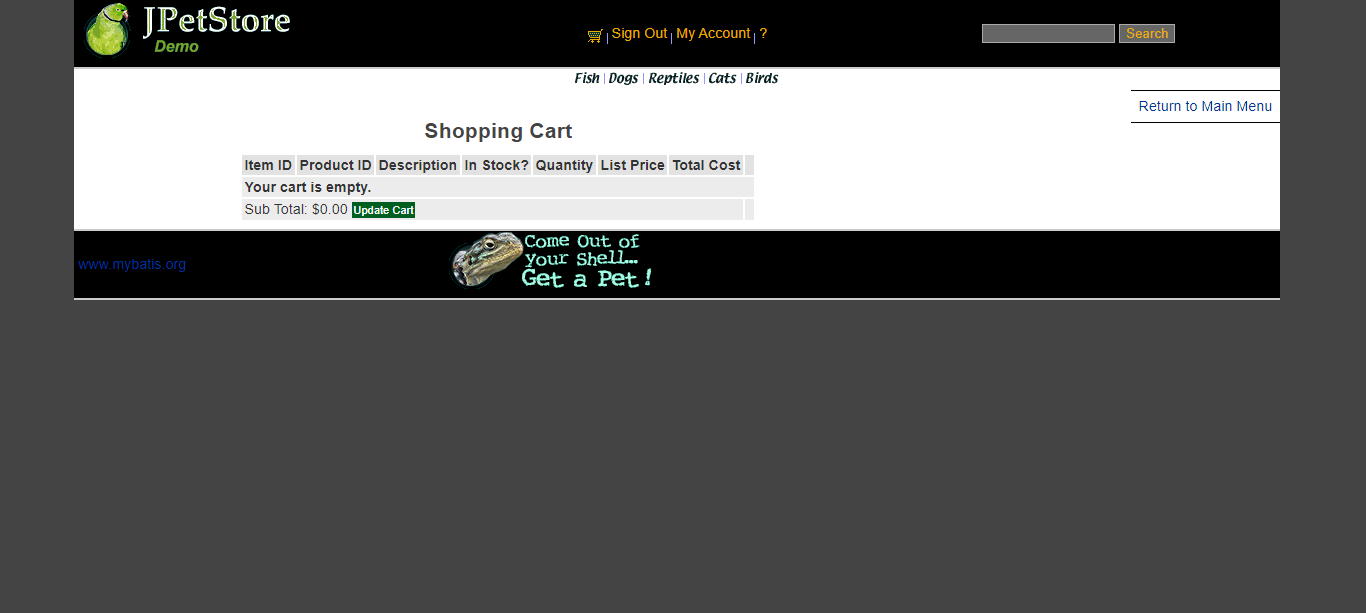 JPetStore
Demo
Sign Out | My Account | ?
Search
Fish | Dogs | Reptiles | Cats | Birds
Return to Main Menu
Shopping Cart
Item ID Product ID Description In Stock? Quantity List Price Total Cost
Your cart is empty.
Sub Total: $0.00 Update Cart
www.mybatis.org
Come Out of
your Shell...
Get a Pet!